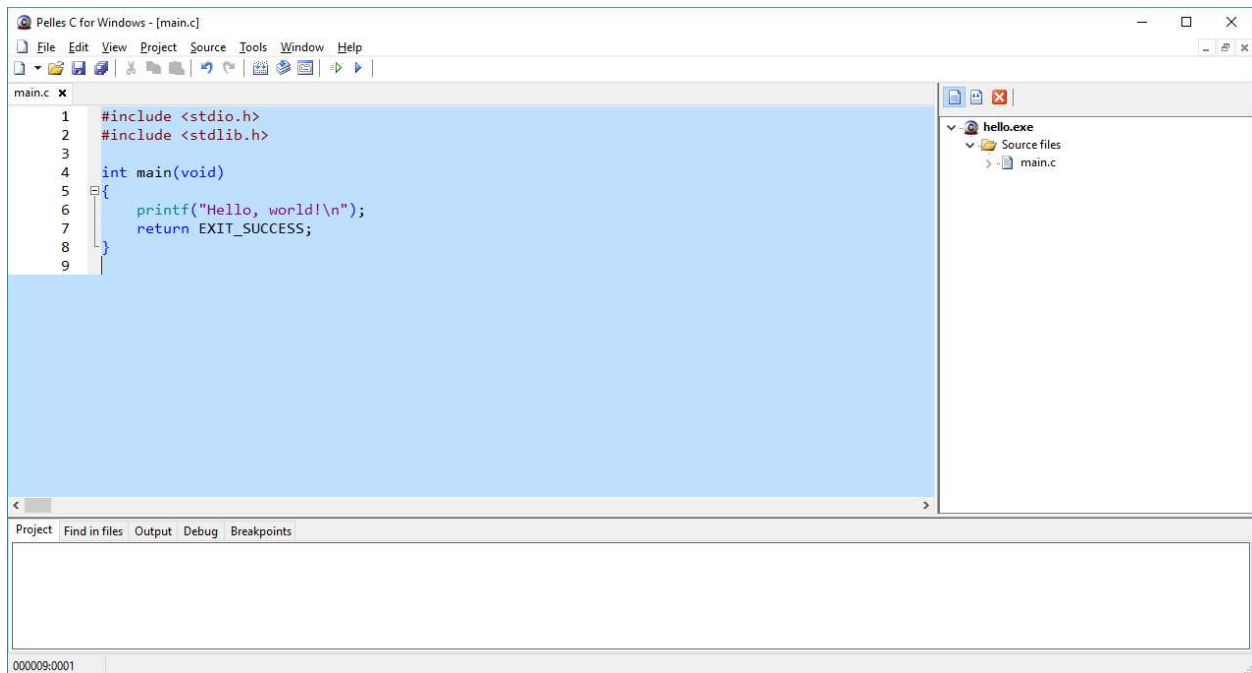 Pelles C for Windows - [main.c]
File Edit View Project Source Tools Window Help
main.c
1 #include <stdio.h>
2 #include <stdlib.h>
3
4 int main(void)
5 {
6     printf("Hello, world!\n");
7     return EXIT_SUCCESS;
8 }
9
hello.exe
Source files
main.c
Project Find in files Output Debug Breakpoints
000009:0001